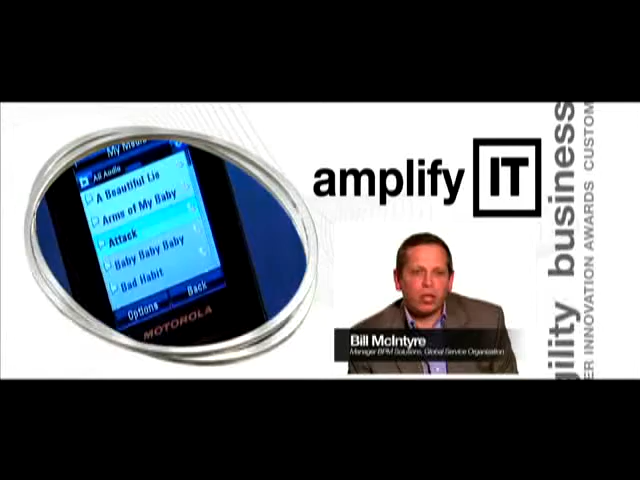 My Music
All Audio
A Beautiful Lie
Arms of My Baby
Attack
Baby Baby Baby
Bad Habit
Options
Back
MOTOROLA
amplify IT
Bill McIntyre
Manager BPM Solutions, Global Service Organization
gility business
ER INNOVATION AWARDS CUSTOM